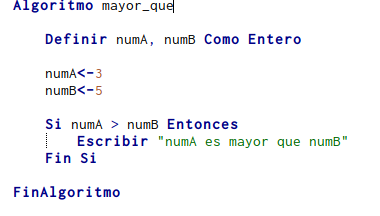 Algoritmo mayor_que
Definir numA, numB Como Entero
numA<-3
numB<-5
Si numA > numB Entonces
Escribir "numA es mayor que numB"
Fin Si
FinAlgoritmo